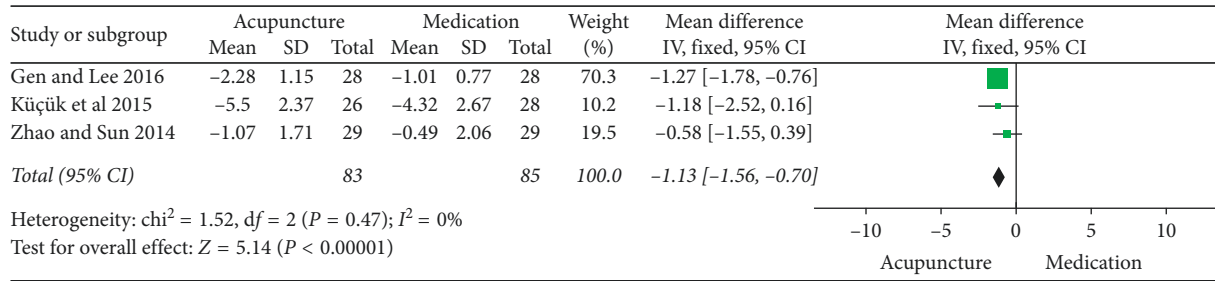 Study or subgroup Acupuncture Medication Weight (%) Mean difference IV, fixed, 95% CI Mean difference IV, fixed, 95% CI
Mean SD Total Mean SD Total
Gen and Lee 2016 –2.28 1.15 28 –1.01 0.77 28 70.3 –1.27 [–1.78, –0.76]
Küçük et al 2015 –5.5 2.37 26 –4.32 2.67 28 10.2 –1.18 [–2.52, 0.16]
Zhao and Sun 2014 –1.07 1.71 29 –0.49 2.06 29 19.5 –0.58 [–1.55, 0.39]
Total (95% CI) 83 85 100.0 –1.13 [–1.56, –0.70]
Heterogeneity: chi² = 1.52, df = 2 (P = 0.47); I² = 0%
Test for overall effect: Z = 5.14 (P < 0.00001)
–10 –5 0 5 10
Acupuncture Medication